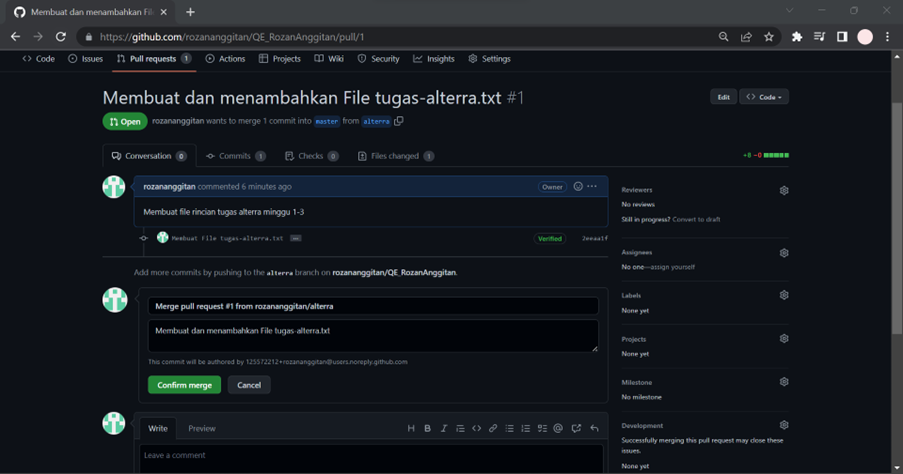 Membuat dan menambahkan Fil
https://github.com/rozananggitan/QE_RozanAnggitan/pull/1
Code Issues Pull requests 1 Actions Projects Wiki Security Insights Settings
Membuat dan menambahkan File tugas-alterra.txt #1
Edit Code
Open rozananggitan wants to merge 1 commit into master from alterra
Conversation 0 Commits 1 Checks 0 Files changed 1
+8 −0
rozananggitan commented 6 minutes ago Owner
Membuat file rincian tugas alterra minggu 1-3
Membuat File tugas-alterra.txt Verified 2eeaa1f
Add more commits by pushing to the alterra branch on rozananggitan/QE_RozanAnggitan.
Merge pull request #1 from rozananggitan/alterra
Membuat dan menambahkan File tugas-alterra.txt
This commit will be authored by 125572212+rozananggitan@users.noreply.github.com
Confirm merge Cancel
Write Preview
H B I
Leave a comment
Reviewers
No reviews
Still in progress? Convert to draft
Assignees
No one—assign yourself
Labels
None yet
Projects
None yet
Milestone
No milestone
Development
Successfully merging this pull request may close these
issues.
None yet